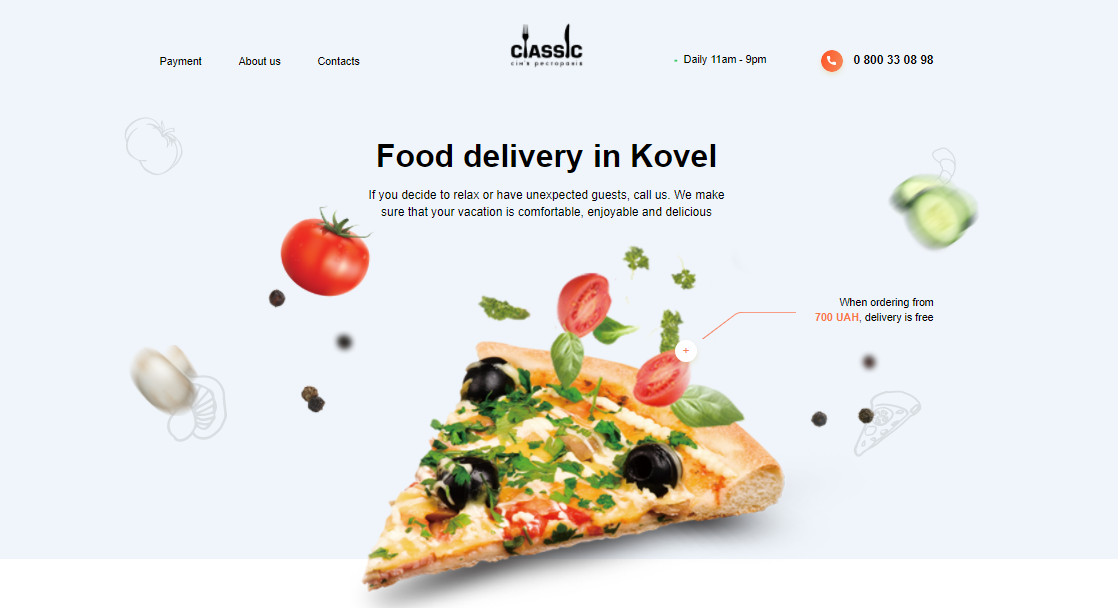 Payment
About us
Contacts
CLASSIC
Daily 11am - 9pm
0 800 33 08 98
Food delivery in Kovel
If you decide to relax or have unexpected guests, call us. We make
sure that your vacation is comfortable, enjoyable and delicious
When ordering from
700 UAH, delivery is free
+